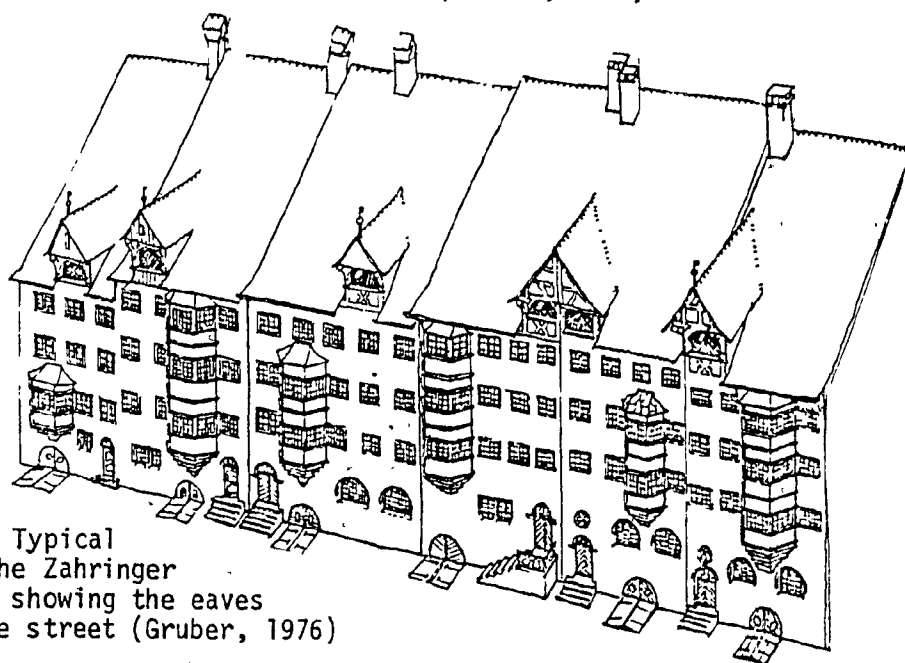 Typical
he Zahringer
showing the eaves
e street (Gruber, 1976)